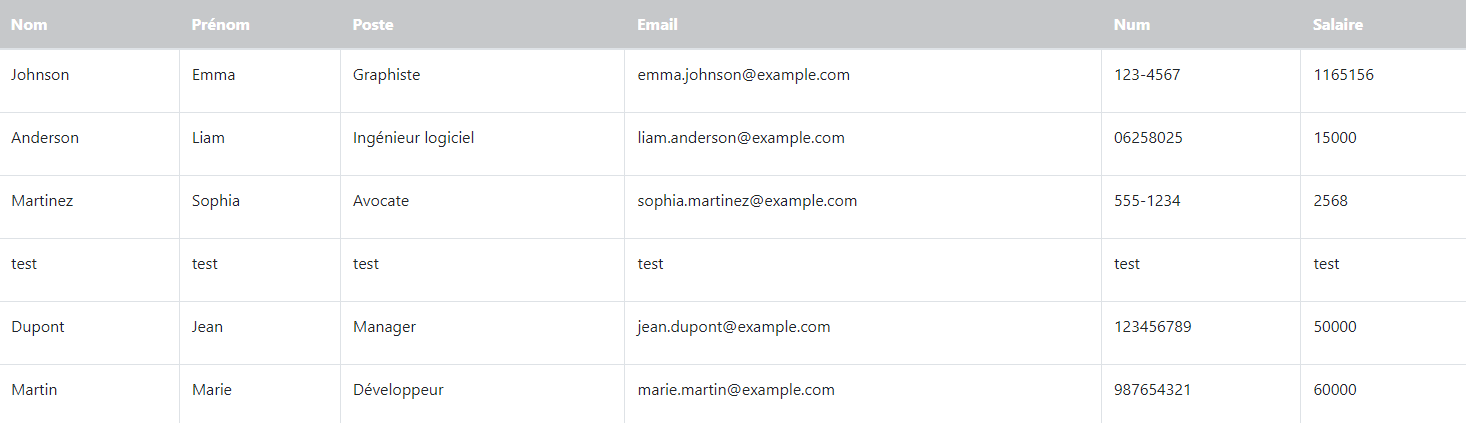 Nom Prénom Poste Email Num Salaire
Johnson Emma Graphiste emma.johnson@example.com 123-4567 1165156
Anderson Liam Ingénieur logiciel liam.anderson@example.com 06258025 15000
Martinez Sophia Avocate sophia.martinez@example.com 555-1234 2568
test test test test test test
Dupont Jean Manager jean.dupont@example.com 123456789 50000
Martin Marie Développeur marie.martin@example.com 987654321 60000